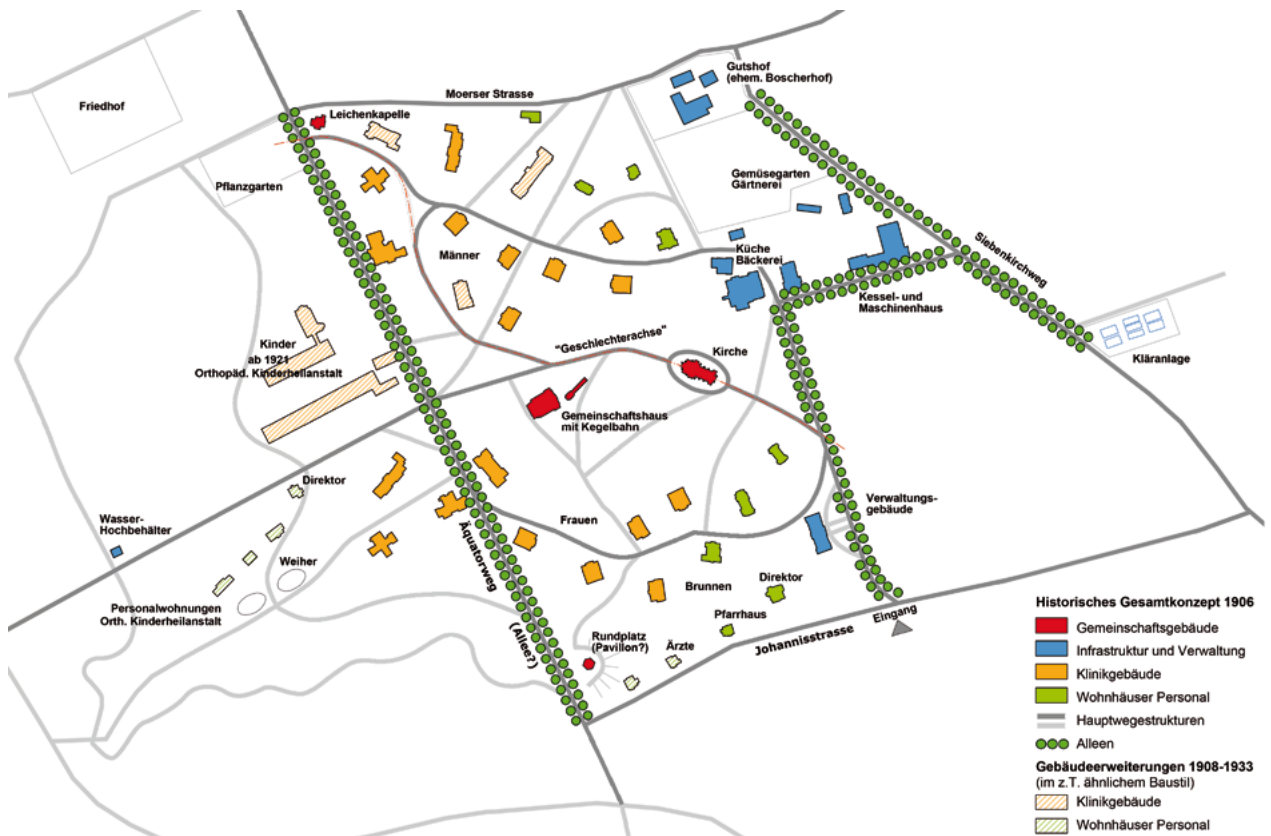 Gutshof
(ehem. Boscherhof)
Friedhof
Moerser Strasse
Leichenkapelle
Pflanzgarten
Gemüsegarten
Gärtnerei
Siebenkirchweg
Männer
Küche
Bäckerei
Kessel- und
Maschinenhaus
Kläranlage
Kinder
ab 1921
Orthopäd. Kinderheilanstalt
"Geschlechterachse"
Kirche
Gemeinschaftshaus
mit Kegelbahn
Direktor
Wasser-
Hochbehälter
Frauen
Verwaltungs-
gebäude
Weiher
Äquatorweg
(Allee?)
Personalwohnungen
Orth. Kinderheilanstalt
Brunnen
Direktor
Pfarrhaus
Rundplatz
(Pavillon?)
Ärzte
Johannisstrasse
Eingang
Historisches Gesamtkonzept 1906
Gemeinschaftsgebäude
Infrastruktur und Verwaltung
Klinikgebäude
Wohnhäuser Personal
Hauptwegestrukturen
Alleen
Gebäudeerweiterungen 1908-1933
(im z.T. ähnlichem Baustil)
Klinikgebäude
Wohnhäuser Personal